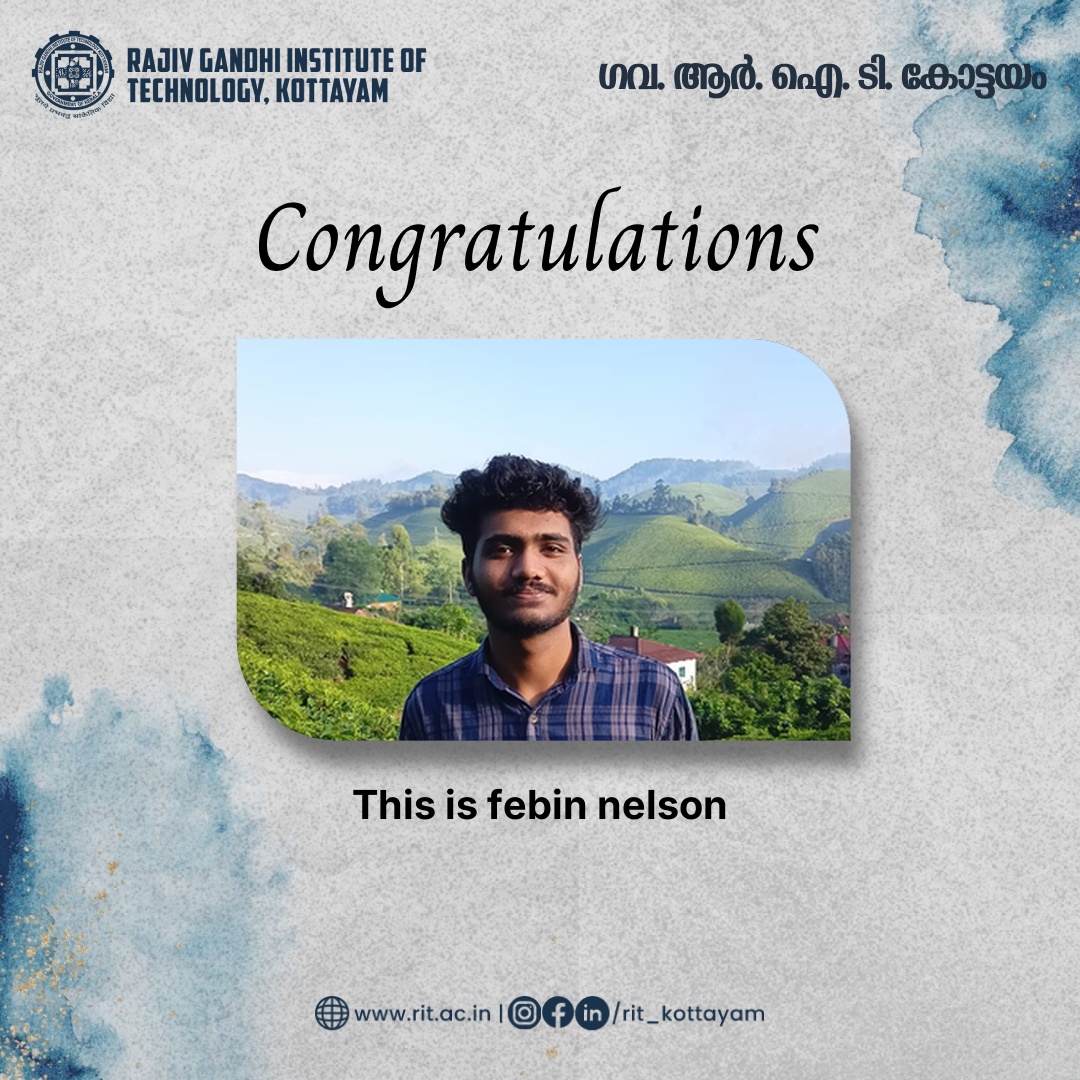 RAJIV GANDHI INSTITUTE OF
TECHNOLOGY, KOTTAYAM
ഗവ. ആർ. ഐ. ടി. കോട്ടയം
Congratulations
This is febin nelson
www.rit.ac.in | /rit_kottayam